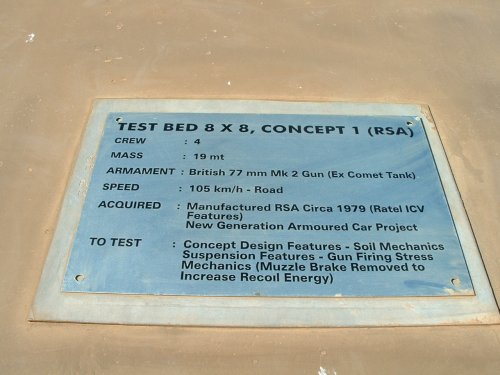 TEST BED 8 X 8, CONCEPT 1 (RSA)
CREW : 4
MASS : 19 mt
ARMAMENT : British 77 mm Mk 2 Gun (Ex Comet Tank)
SPEED : 105 km/h - Road
ACQUIRED : Manufactured RSA Circa 1979 (Ratel ICV
Features)
New Generation Armoured Car Project
TO TEST : Concept Design Features - Soil Mechanics
Suspension Features - Gun Firing Stress
Mechanics (Muzzle Brake Removed to
Increase Recoil Energy)